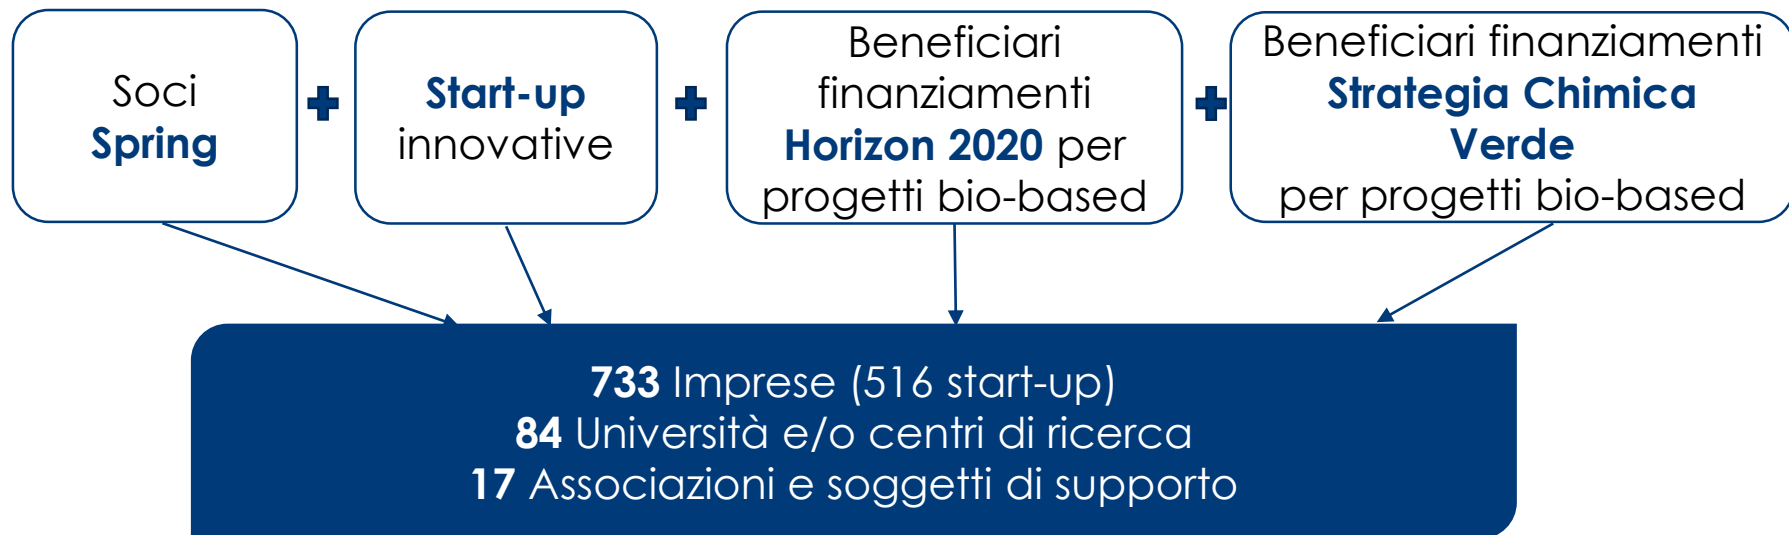 Soci
Spring
Start-up
innovative
Beneficiari
finanziamenti
Horizon 2020 per
progetti bio-based
Beneficiari finanziamenti
Strategia Chimica
Verde
per progetti bio-based
733 Imprese (516 start-up)
84 Università e/o centri di ricerca
17 Associazioni e soggetti di supporto